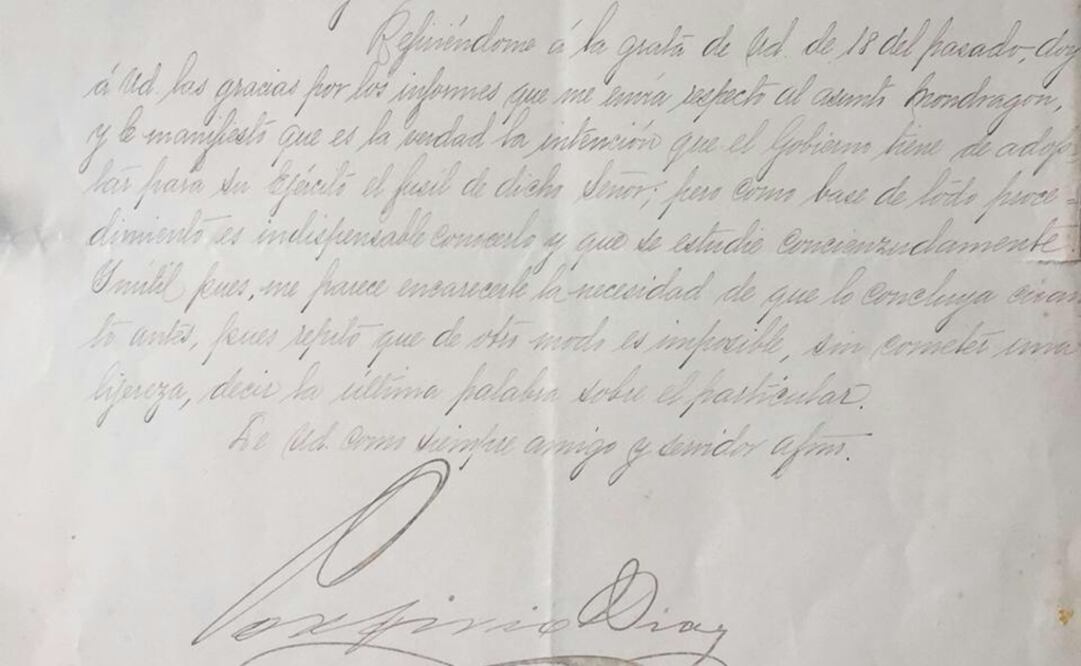 Refiriéndome á la grata de Ud. de 18 del pasado, doy
á Ud. las gracias por los informes que me envia respecto al asunto Mondragon,
y le manifiesto que es la verdad la intención que el Gobierno tiene de adop-
tar para su Ejército el fusil de dicho Señor; pero como base de todo proce-
dimiento es indispensable conocerlo y que se estudie concienzudamente.
Inútil pues, me parece encarecerle la necesidad de que lo concluya cuan
to antes, pues repito que de otro modo es imposible, sin cometer una
lijereza, decir la última palabra sobre el particular.
De Ud. como siempre amigo y servidor afmo.
Porfirio Diaz